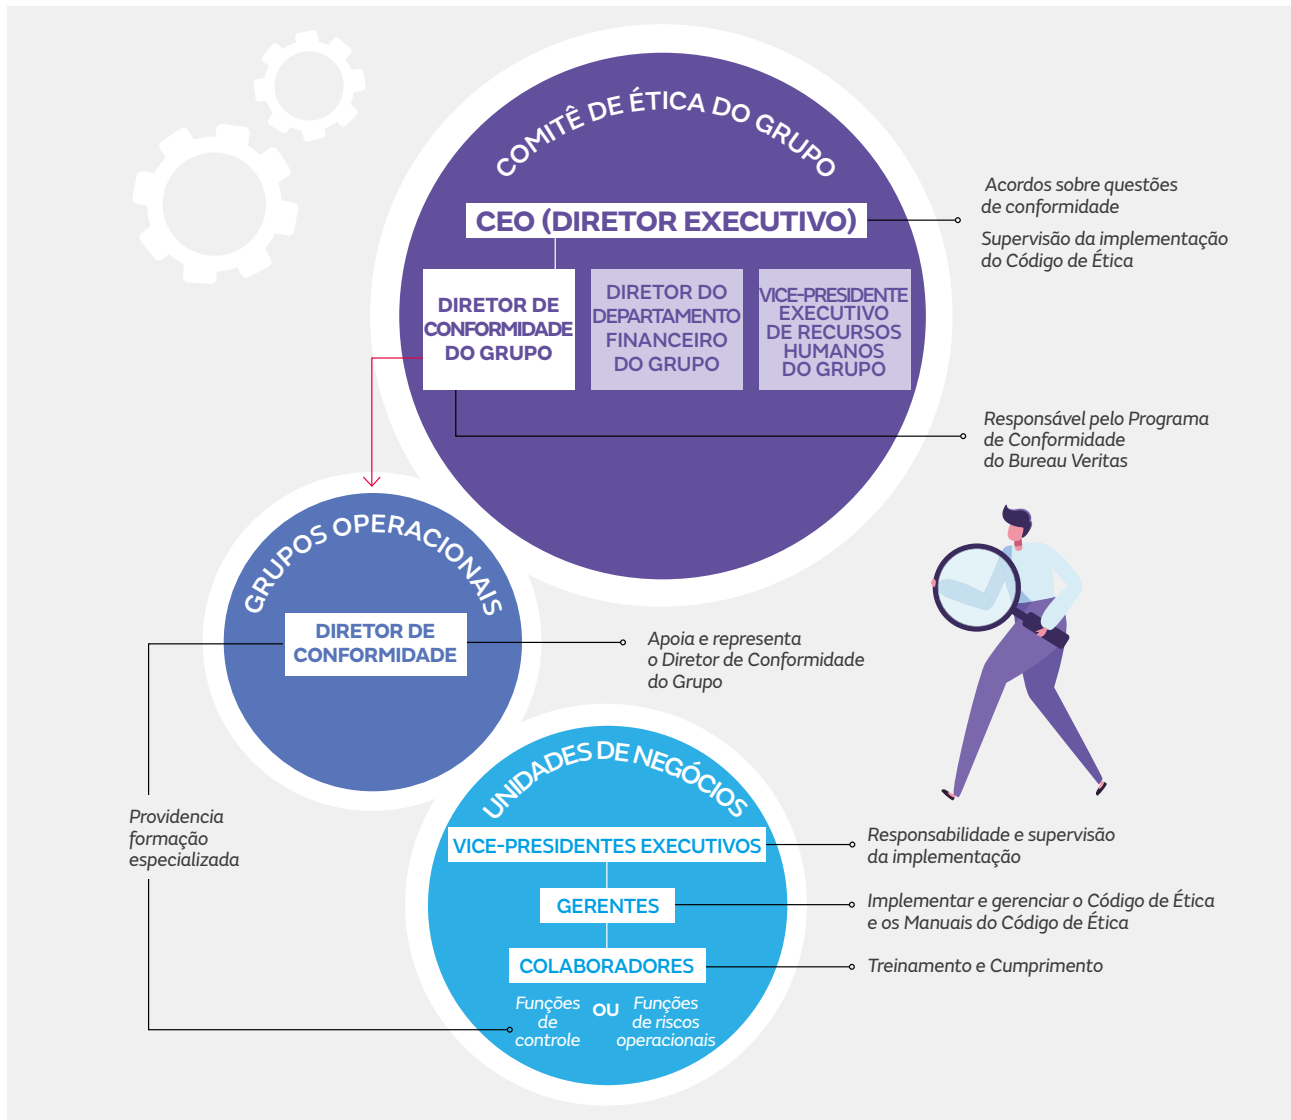 COMITÊ DE ÉTICA DO GRUPO
CEO (DIRETOR EXECUTIVO)
Acordos sobre questões
de conformidade
Supervisão da implementação
do Código de Ética
DIRETOR DE
CONFORMIDADE
DO GRUPO
DIRETOR DO
DEPARTAMENTO
FINANCEIRO
DO GRUPO
VICE-PRESIDENTE
EXECUTIVO
DE RECURSOS
HUMANOS
DO GRUPO
Responsável pelo Programa
de Conformidade
do Bureau Veritas
GRUPOS OPERACIONAIS
DIRETOR DE
CONFORMIDADE
Apoia e representa
o Diretor de Conformidade
do Grupo
Providencia
formação
especializada
UNIDADES DE NEGÓCIOS
VICE-PRESIDENTES EXECUTIVOS
Responsabilidade e supervisão
da implementação
GERENTES
Implementar e gerenciar o Código de Ética
e os Manuais do Código de Ética
COLABORADORES
Treinamento e Cumprimento
Funções
de
controle
OU
Funções
de riscos
operacionais